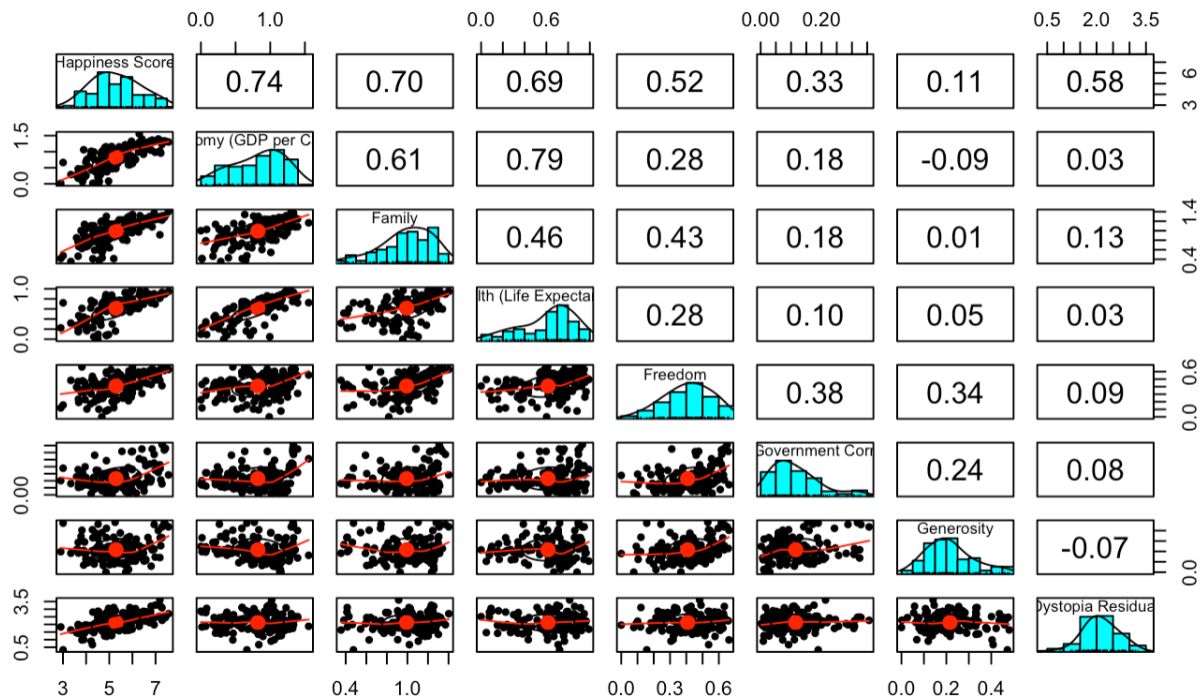 0.0 1.0 0.0 0.6 0.00 0.20 0.5 2.0 3.5
Happiness Score 0.74 0.70 0.69 0.52 0.33 0.11 0.58 3 6
0.0 1.5 omy (GDP per C 0.61 0.79 0.28 0.18 -0.09 0.03
Family 0.46 0.43 0.18 0.01 0.13 0.4 1.4
0.0 1.0 lth (Life Expecta 0.28 0.10 0.05 0.03
Freedom 0.38 0.34 0.09 0.0 0.6
0.00 Government Corr 0.24 0.08
Generosity -0.07 0.0
0.5 3.5 Dystopia Residua
3 5 7 0.4 1.0 0.0 0.3 0.6 0.0 0.2 0.4